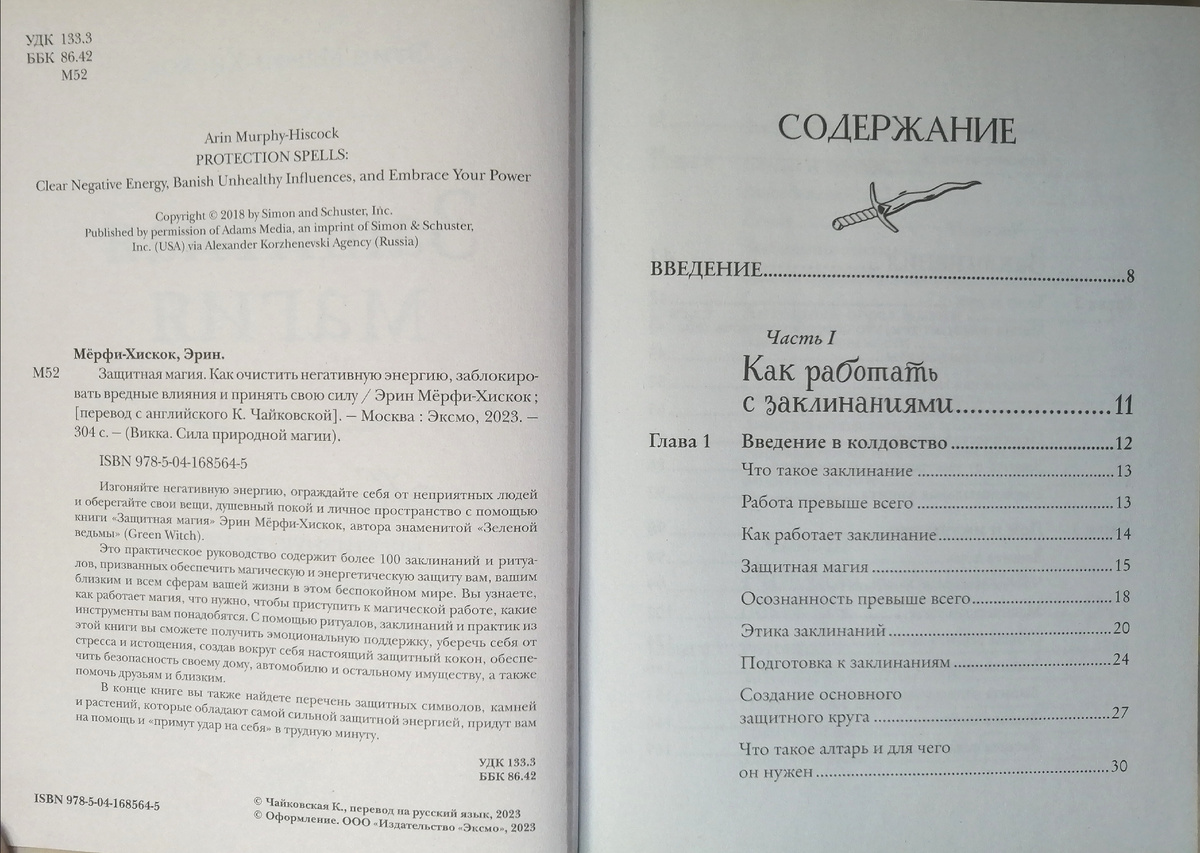 УДК 133.3
ББК 86.42
М52
Arin Murphy-Hiscock
PROTECTION SPELLS:
Clear Negative Energy, Banish Unhealthy Influences, and Embrace Your Power
Copyright © 2018 by Simon and Schuster, Inc.
Published by permission of Adams Media, an imprint of Simon & Schuster,
Inc. (USA) via Alexander Korzhenevski Agency (Russia)
Мёрфи-Хискок, Эрин.
М52 Защитная магия. Как очистить негативную энергию, заблокиро-
вать вредные влияния и принять свою силу / Эрин Мёрфи-Хискок ;
[перевод с английского К. Чайковской]. — Москва : Эксмо, 2023. —
304 с. — (Викка. Сила природной магии).
ISBN 978-5-04-168564-5
Изгоняйте негативную энергию, ограждайте себя от неприятных людей
и оберегайте свои вещи, душевный покой и личное пространство с помощью
книги «Защитная магия» Эрин Мёрфи-Хискок, автора знаменитой «Зеленой
ведьмы» (Green Witch).
Это практическое руководство содержит более 100 заклинаний и ритуа-
лов, призванных обеспечить магическую и энергетическую защиту вам, вашим
близким и всем сферам вашей жизни в этом беспокойном мире. Вы узнаете,
как работает магия, что нужно, чтобы приступить к магической работе, какие
инструменты вам понадобятся. С помощью ритуалов, заклинаний и практик из
этой книги вы сможете получить эмоциональную поддержку, уберечь себя от
стресса и истощения, создав вокруг себя настоящий защитный кокон, обеспе-
чить безопасность своему дому, автомобилю и остальному имуществу, а также
помочь друзьям и близким.
В конце книги вы также найдете перечень защитных символов, камней
и растений, которые обладают самой сильной защитной энергией, придут вам
на помощь и «примут удар на себя» в трудную минуту.
УДК 133.3
ББК 86.42
© Чайковская К., перевод на русский язык, 2023
ISBN 978-5-04-168564-5 © Оформление. ООО «Издательство «Эксмо», 2023
СОДЕРЖАНИЕ
ВВЕДЕНИЕ....................8
Часть I
Как работать
с заклинаниями....................11
Глава 1 Введение в колдовство....................12
Что такое заклинание....................13
Работа превыше всего....................13
Как работает заклинание....................14
Защитная магия....................15
Осознанность превыше всего....................18
Этика заклинаний....................20
Подготовка к заклинаниям....................24
Создание основного
защитного круга....................27
Что такое алтарь и для чего
он нужен....................30